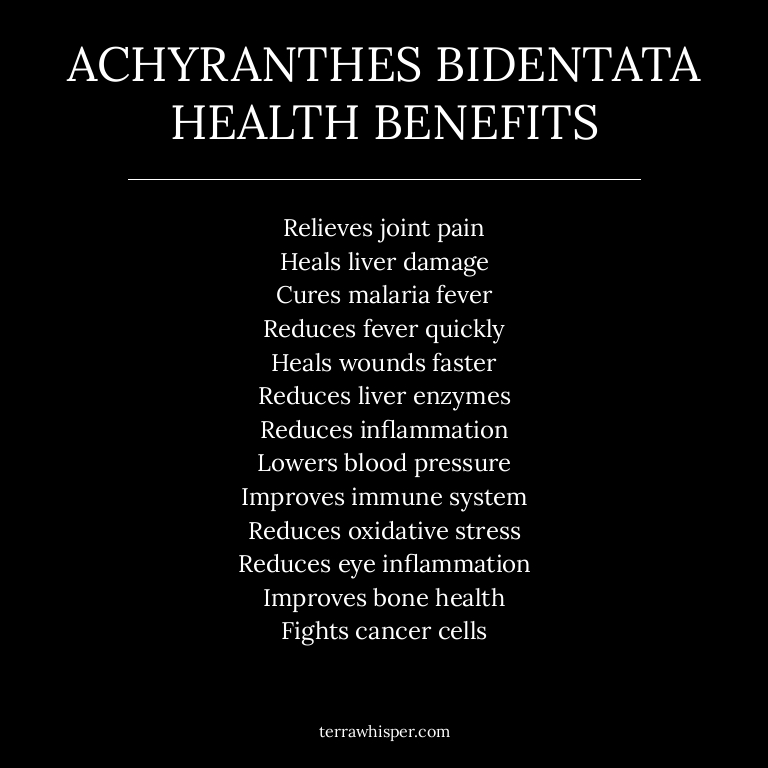 ACHYRANTHES BIDENTATA
HEALTH BENEFITS
Relieves joint pain
Heals liver damage
Cures malaria fever
Reduces fever quickly
Heals wounds faster
Reduces liver enzymes
Reduces inflammation
Lowers blood pressure
Improves immune system
Reduces oxidative stress
Reduces eye inflammation
Improves bone health
Fights cancer cells
terrawhisper.com